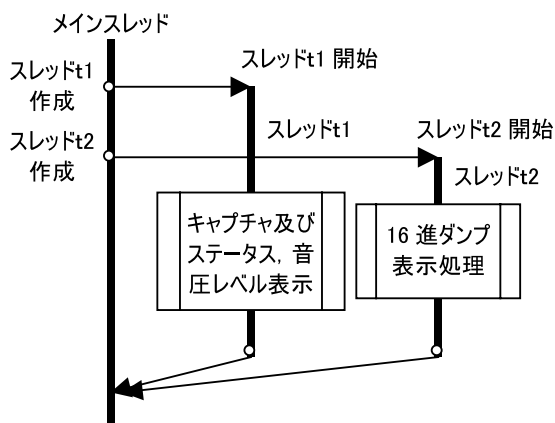 メインスレッド
スレッドt1
作成
スレッドt1 開始
スレッドt2
作成
スレッドt1
スレッドt2 開始
スレッドt2
キャプチャ及び
ステータス, 音
圧レベル表示
16 進ダンプ
表示処理